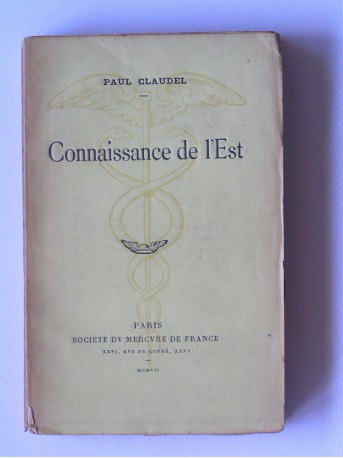 PAUL CLAUDEL
Connaissance de l'Est
PARIS
SOCIÉTÉ DV MERCVRE DE FRANCE
XXVI, RVE DE CONDÉ, XXVI
MCMVII